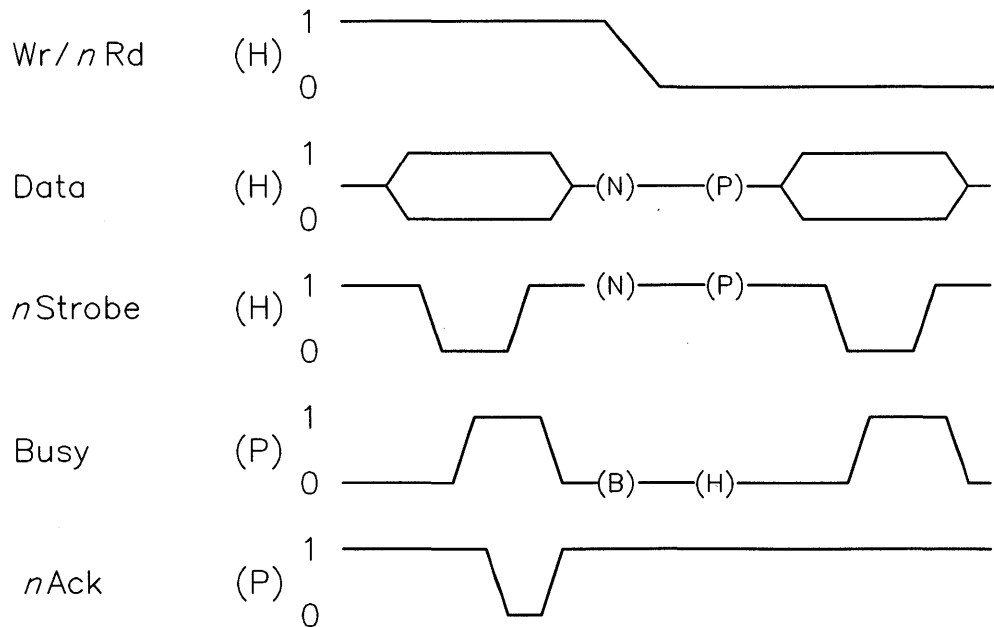 1
Wr/nRd (H)
0
1
Data (H) (N) (P)
0
1 (N) (P)
nStrobe (H)
0
1
Busy (P)
0 (B) (H)
1
nAck (P)
0